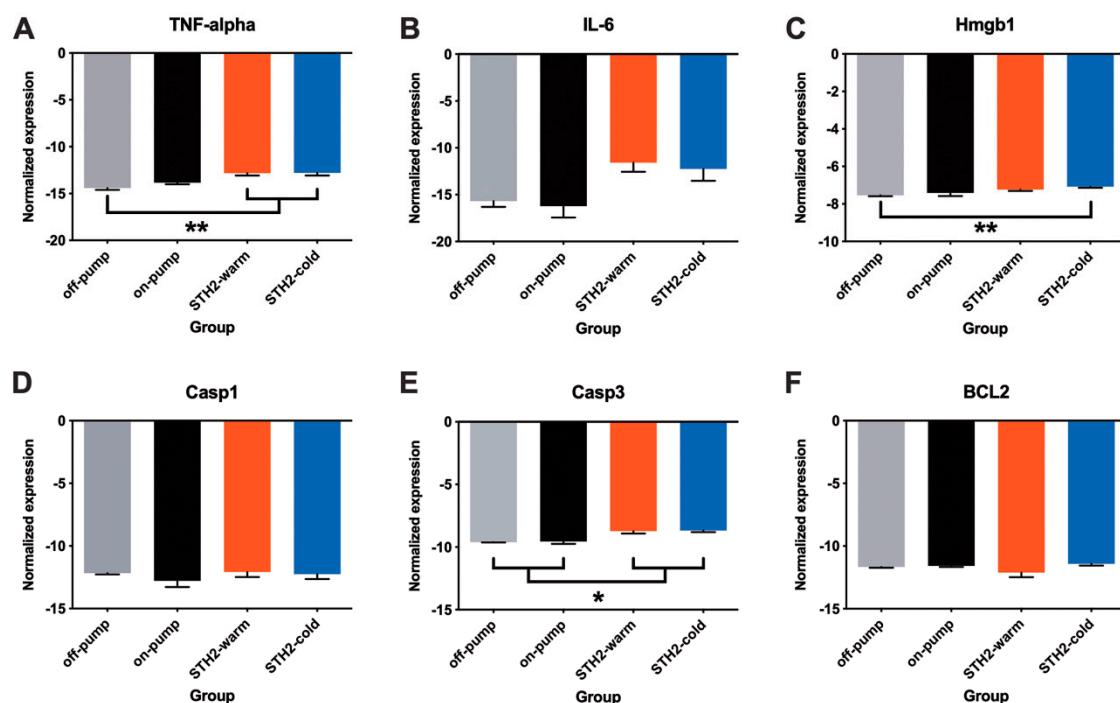 A
TNF-alpha
Normalized expression
0
-5
-10
-15
-20
**
off-pump
on-pump
STH2-warm
STH2-cold
Group
B
IL-6
Normalized expression
0
-5
-10
-15
-20
off-pump
on-pump
STH2-warm
STH2-cold
Group
C
Hmgb1
Normalized expression
0
-2
-4
-6
-8
-10
**
off-pump
on-pump
STH2-warm
STH2-cold
Group
D
Casp1
Normalized expression
0
-5
-10
-15
off-pump
on-pump
STH2-warm
STH2-cold
Group
E
Casp3
Normalized expression
0
-5
-10
-15
*
off-pump
on-pump
STH2-warm
STH2-cold
Group
F
BCL2
Normalized expression
0
-5
-10
-15
off-pump
on-pump
STH2-warm
STH2-cold
Group